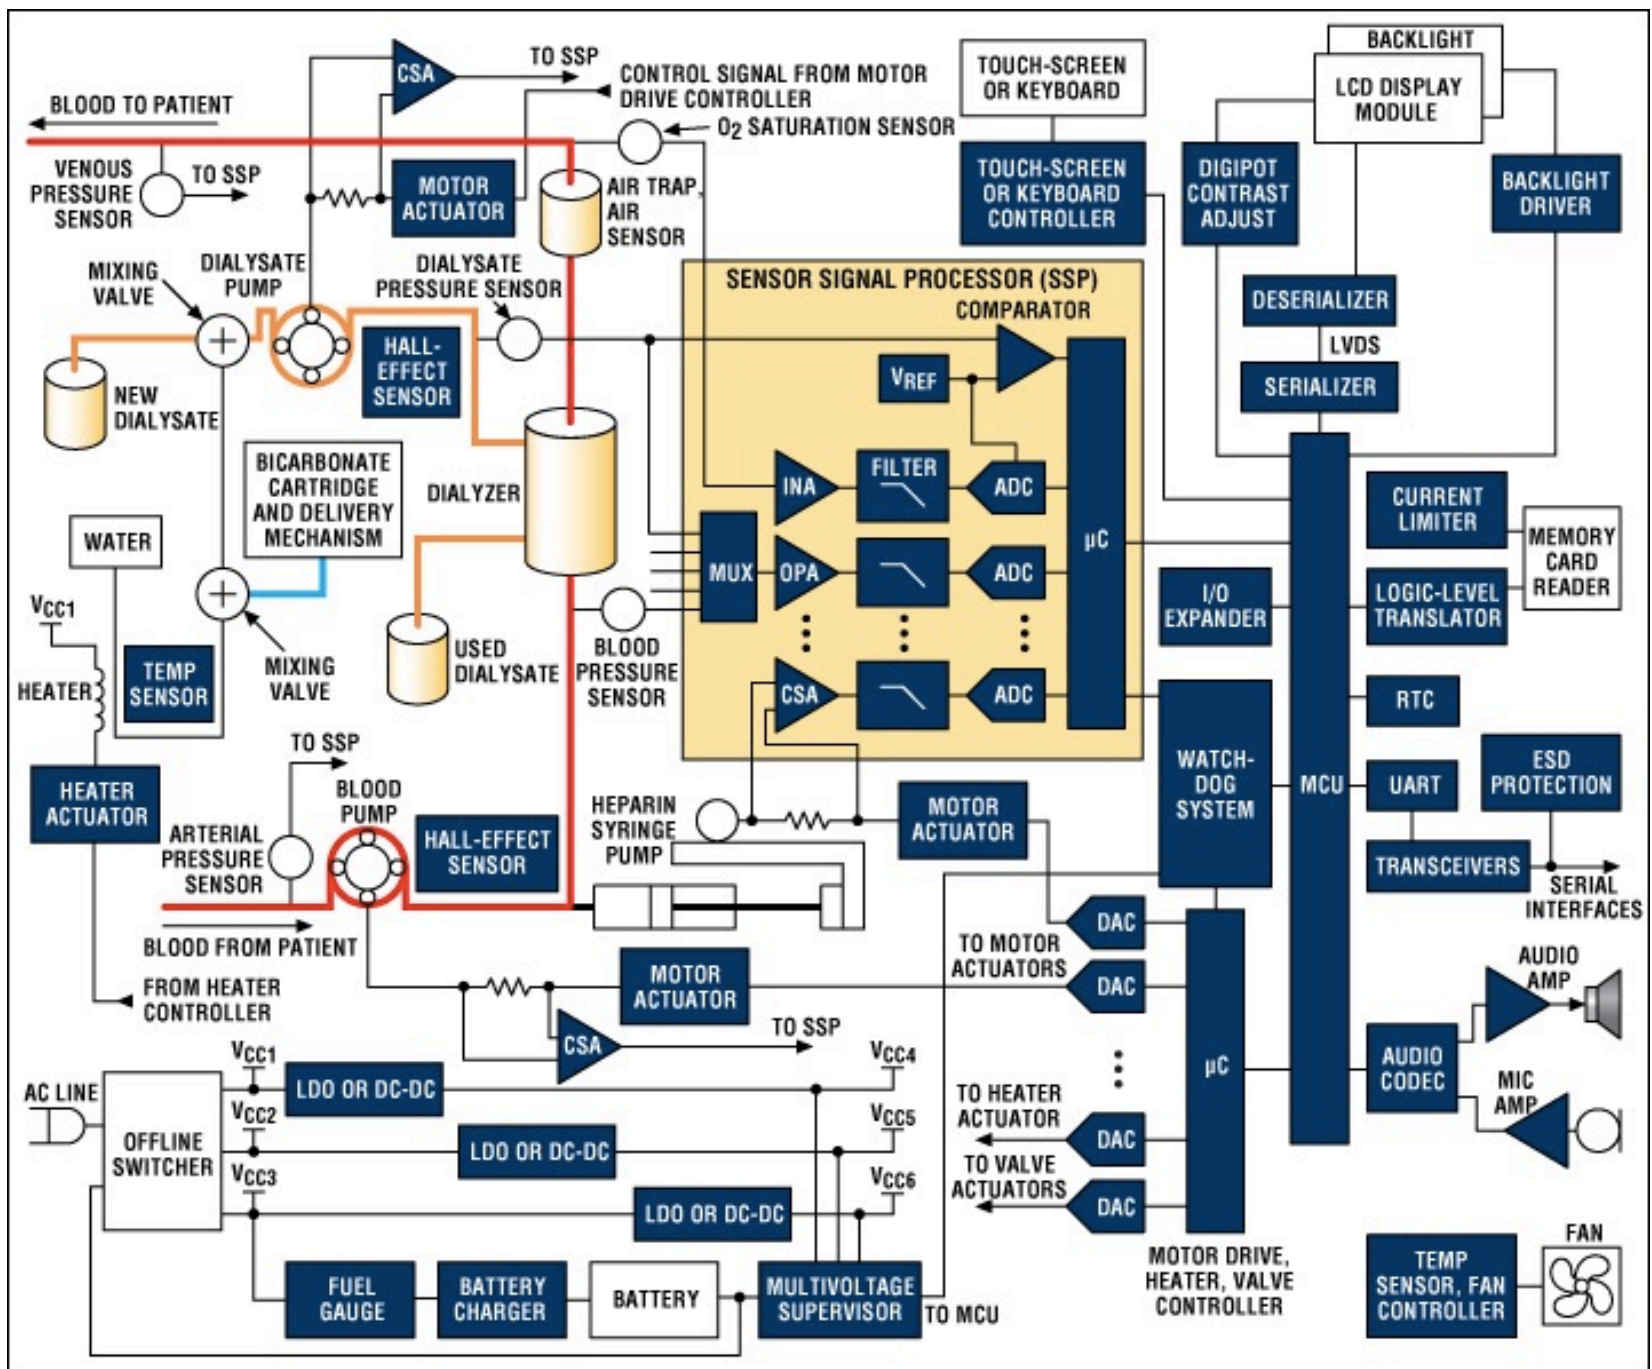 CSA
TO SSP
CONTROL SIGNAL FROM MOTOR
DRIVE CONTROLLER
O2 SATURATION SENSOR
BLOOD TO PATIENT
VENOUS
PRESSURE
SENSOR
TO SSP
MOTOR
ACTUATOR
AIR TRAP,
AIR
SENSOR
TOUCH-SCREEN
OR KEYBOARD
TOUCH-SCREEN
OR KEYBOARD
CONTROLLER
BACKLIGHT
LCD DISPLAY
MODULE
DIGIPOT
CONTRAST
ADJUST
BACKLIGHT
DRIVER
DESERIALIZER
LVDS
SERIALIZER
MIXING
VALVE
DIALYSATE
PUMP
DIALYSATE
PRESSURE SENSOR
HALL-
EFFECT
SENSOR
NEW
DIALYSATE
SENSOR SIGNAL PROCESSOR (SSP)
COMPARATOR
VREF
INA
FILTER
ADC
MUX
OPA
ADC
CSA
ADC
µC
BICARBONATE
CARTRIDGE
AND DELIVERY
MECHANISM
DIALYZER
WATER
VCC1
HEATER
TEMP
SENSOR
MIXING
VALVE
USED
DIALYSATE
BLOOD
PRESSURE
SENSOR
CURRENT
LIMITER
MEMORY
CARD
READER
I/O
EXPANDER
LOGIC-LEVEL
TRANSLATOR
RTC
MCU
WATCH-
DOG
SYSTEM
UART
ESD
PROTECTION
TRANSCEIVERS
SERIAL
INTERFACES
HEATER
ACTUATOR
TO SSP
BLOOD
PUMP
ARTERIAL
PRESSURE
SENSOR
HALL-EFFECT
SENSOR
HEPARIN
SYRINGE
PUMP
MOTOR
ACTUATOR
BLOOD FROM PATIENT
FROM HEATER
CONTROLLER
MOTOR
ACTUATOR
CSA
TO SSP
DAC
TO MOTOR
ACTUATORS
DAC
µC
TO HEATER
ACTUATOR
DAC
TO VALVE
ACTUATORS
DAC
MOTOR DRIVE,
HEATER, VALVE
CONTROLLER
AUDIO
AMP
AUDIO
CODEC
MIC
AMP
AC LINE
OFFLINE
SWITCHER
VCC1
LDO OR DC-DC
VCC4
VCC2
LDO OR DC-DC
VCC5
VCC3
LDO OR DC-DC
VCC6
FUEL
GAUGE
BATTERY
CHARGER
BATTERY
MULTIVOLTAGE
SUPERVISOR
TO MCU
TEMP
SENSOR, FAN
CONTROLLER
FAN